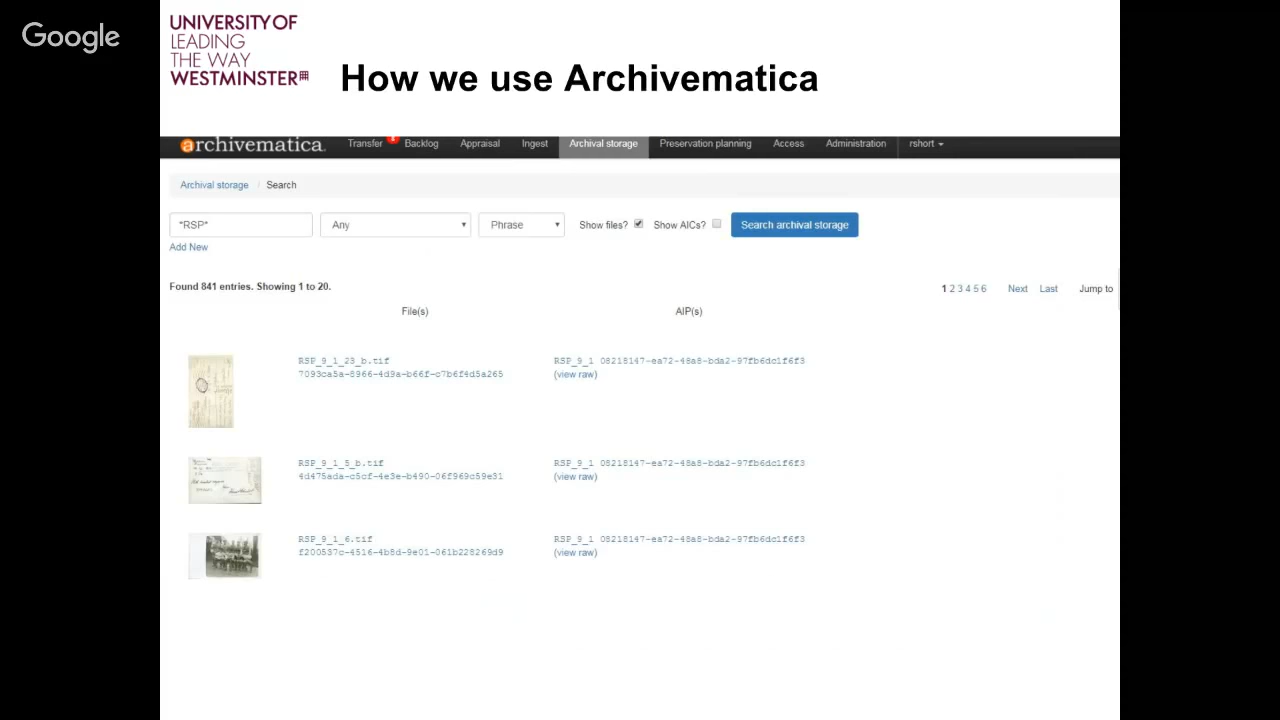 Google
UNIVERSITY OF
LEADING
THE WAY
WESTMINSTER
How we use Archivematica
archivematica.
Transfer Backlog Appraisal Ingest Archival storage Preservation planning Access Administration rshort
Archival storage / Search
*RSP* Any Phrase Show files? Show AICs? Search archival storage
Add New
Found 841 entries. Showing 1 to 20.
1 2 3 4 5 6 Next Last Jump to
File(s) AIP(s)
RSP_9_1_23_b.tif RSP_9_1 08218147-ea72-48a8-bda2-97fb6dc1f6f3
7093ca5a-8966-4d9a-b66f-c7b6f4d5a265 (view raw)
RSP_9_1_5_b.tif RSP_9_1 08218147-ea72-48a8-bda2-97fb6dc1f6f3
4d475ada-c5cf-4e3e-b490-06f969c59e31 (view raw)
RSP_9_1_6.tif RSP_9_1 08218147-ea72-48a8-bda2-97fb6dc1f6f3
f200537c-4516-4b8d-9e01-061b228269d9 (view raw)